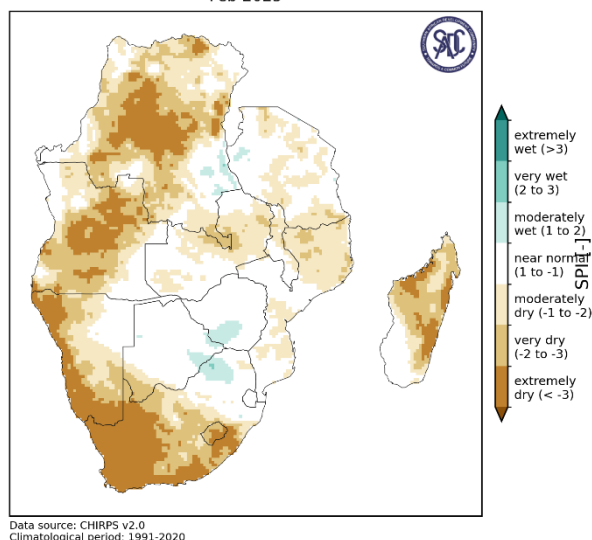 SADC
extremely
wet (>3)
very wet
(2 to 3)
moderately
wet (1 to 2)
near normal
(1 to -1)
moderately
dry (-1 to -2)
very dry
(-2 to -3)
extremely
dry (< -3)
SPI [-]
Data source: CHIRPS v2.0
Climatological period: 1991-2020